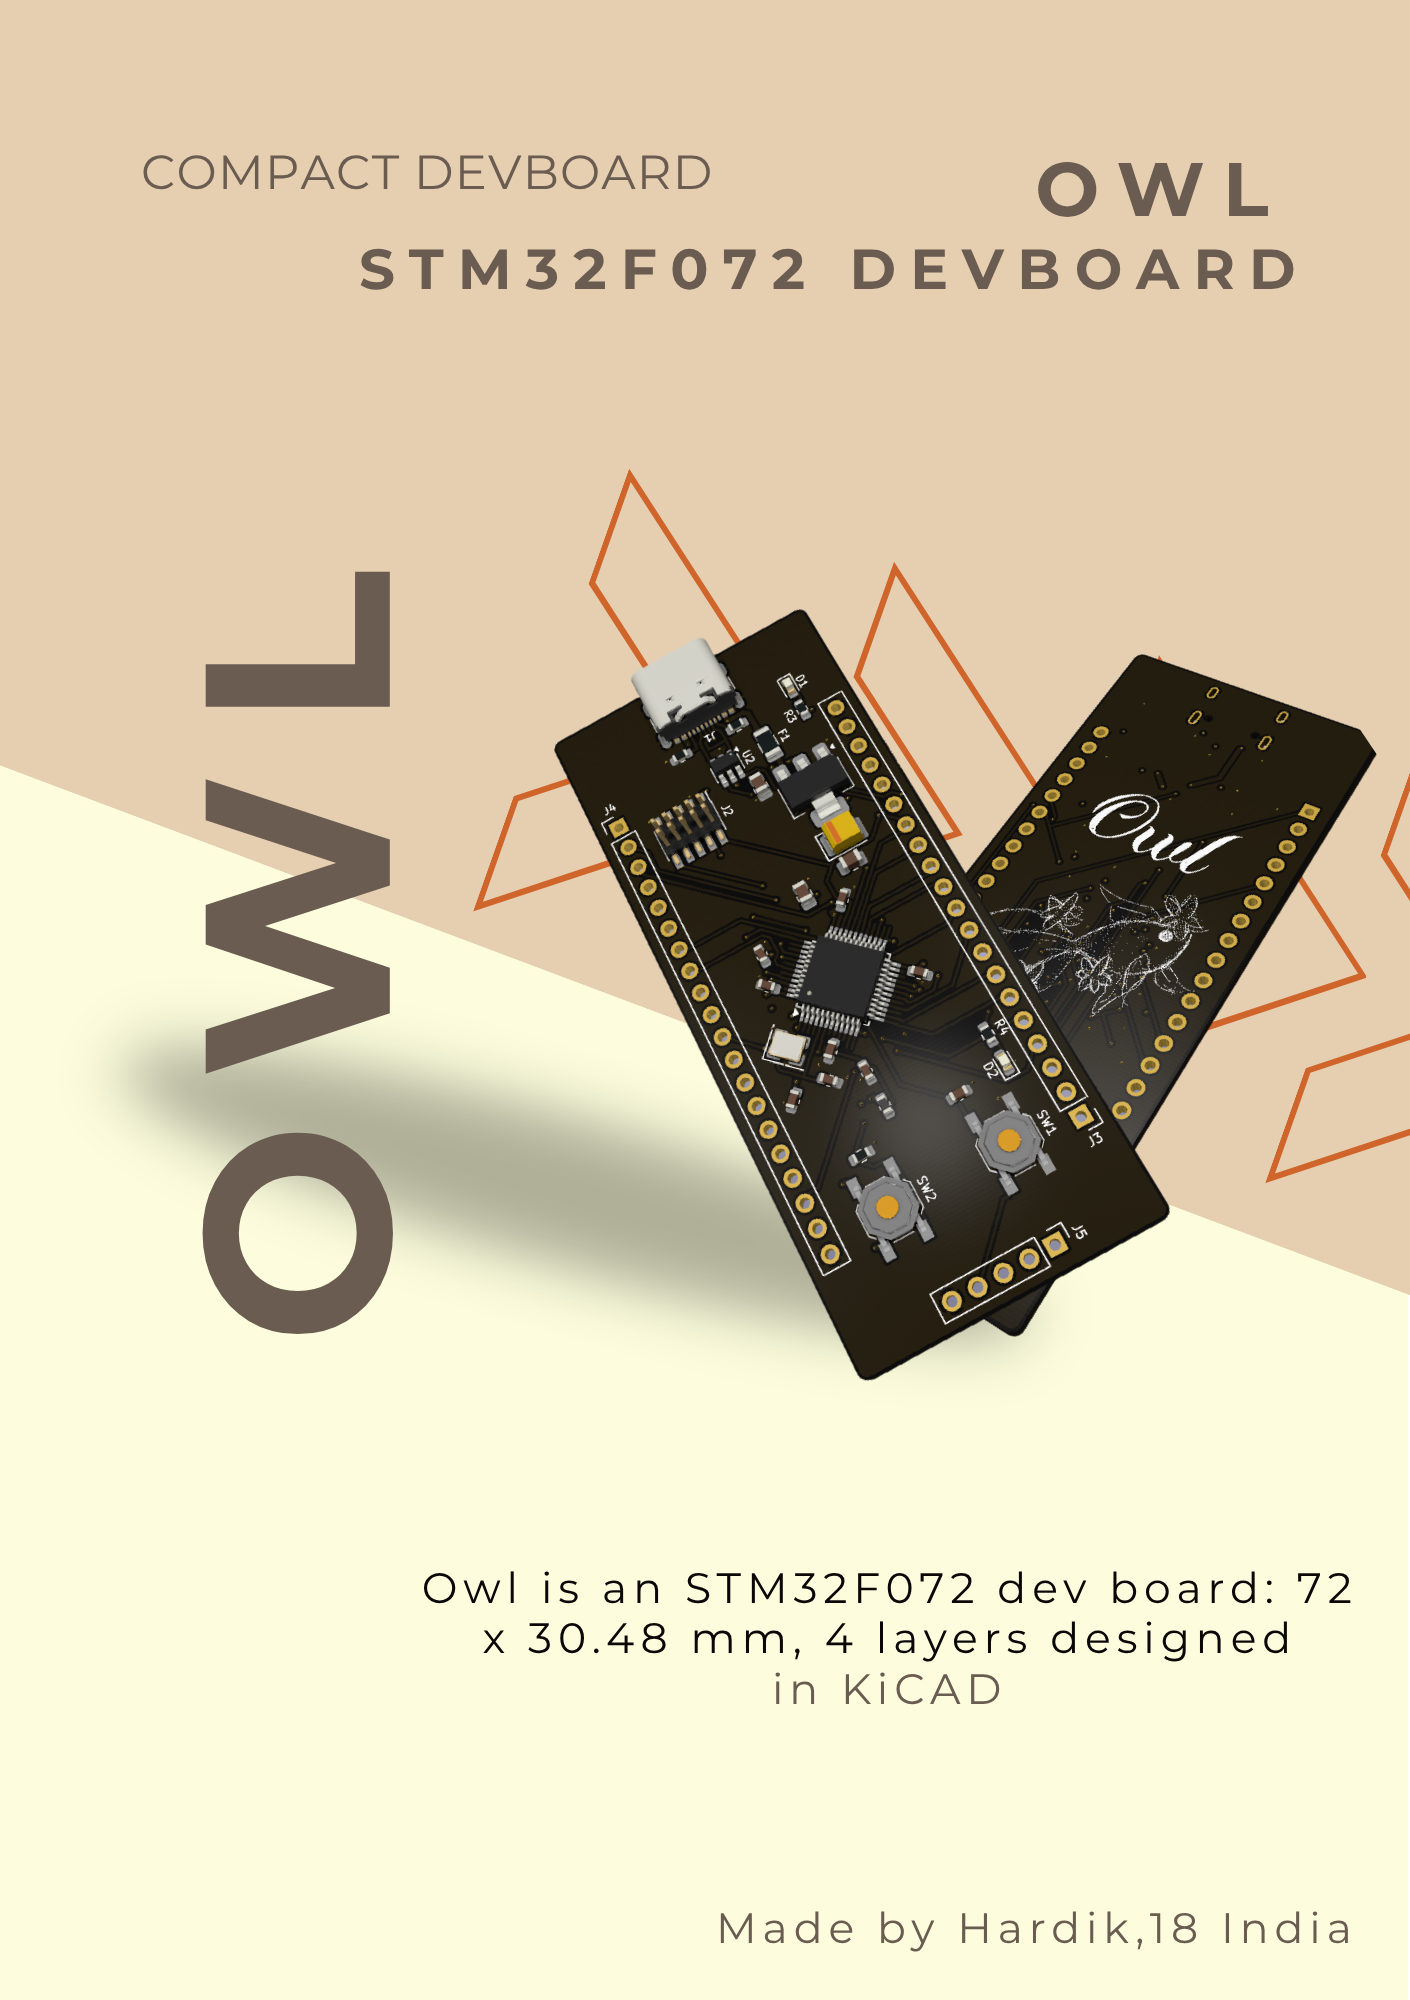 COMPACT DEVBOARD
OWL
STM32F072 DEVBOARD
OWL
D1
R3
J1
F1
U2
J2
J4
Owl
R4
D2
SW1
J3
SW2
J5
Owl is an STM32F072 dev board: 72
x 30.48 mm, 4 layers designed
in KiCAD
Made by Hardik,18 India